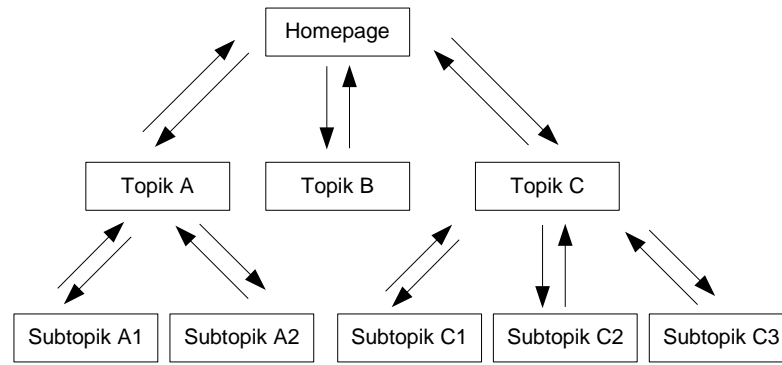 Homepage
Topik A
Topik B
Topik C
Subtopik A1
Subtopik A2
Subtopik C1
Subtopik C2
Subtopik C3